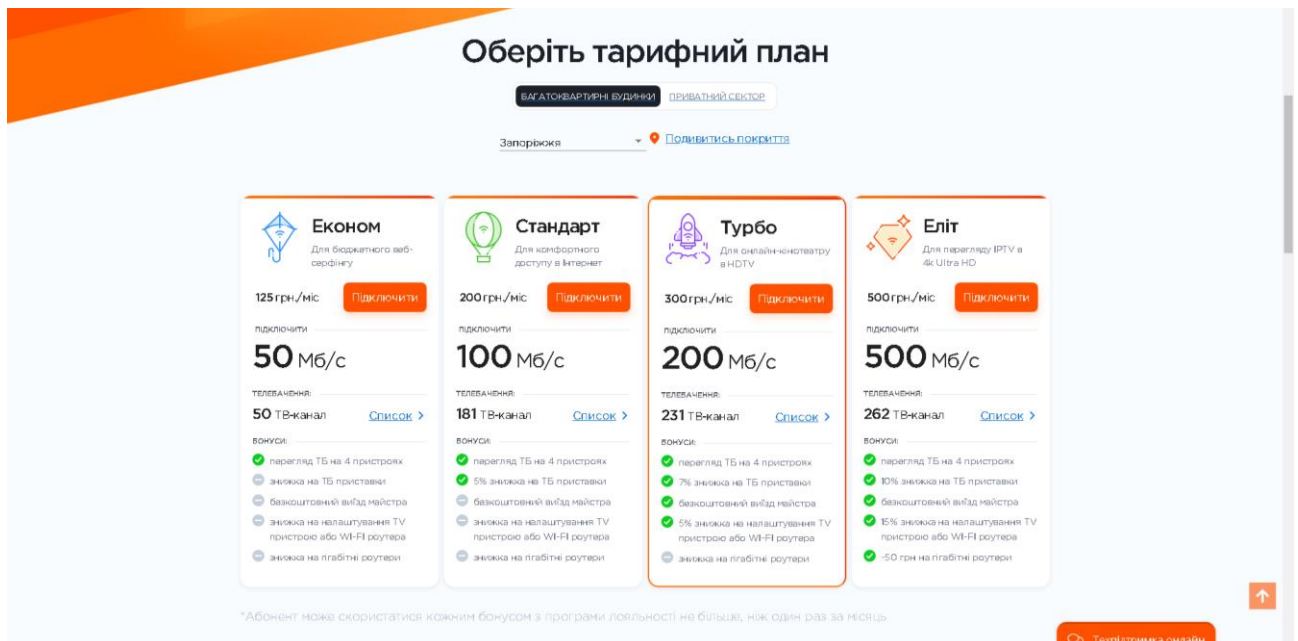 Оберіть тарифний план
БАГАТОКВАРТИРНІ БУДИНКИ
ПРИВАТНИЙ СЕКТОР
Запоріжжя
Подивитись покриття
Економ
Для бюджетного веб-
серфінгу
125 грн./міс
Підключити
ПІДКЛЮЧИТИ
50 Мб/с
ТЕЛЕБАЧЕННЯ:
50 ТВ-канал
Список >
БОНУСИ:
перегляд ТБ на 4 пристроях
знижка на ТБ приставки
безкоштовний виїзд майстра
знижка на налаштування TV
пристрою або WI-FI роутера
знижка на гігабітні роутери
Стандарт
Для комфортного
доступу в Інтернет
200 грн./міс
Підключити
ПІДКЛЮЧИТИ
100 Мб/с
ТЕЛЕБАЧЕННЯ:
181 ТВ-канал
Список >
БОНУСИ:
перегляд ТБ на 4 пристроях
5% знижка на ТБ приставки
безкоштовний виїзд майстра
знижка на налаштування TV
пристрою або WI-FI роутера
знижка на гігабітні роутери
Турбо
Для онлайн-кінотеатру
в HDTV
300 грн./міс
Підключити
ПІДКЛЮЧИТИ
200 Мб/с
ТЕЛЕБАЧЕННЯ:
231 ТВ-канал
Список >
БОНУСИ:
перегляд ТБ на 4 пристроях
7% знижка на ТБ приставки
безкоштовний виїзд майстра
5% знижка на налаштування TV
пристрою або WI-FI роутера
знижка на гігабітні роутери
Еліт
Для перегляду IPTV в
4k Ultra HD
500 грн./міс
Підключити
ПІДКЛЮЧИТИ
500 Мб/с
ТЕЛЕБАЧЕННЯ:
262 ТВ-канал
Список >
БОНУСИ:
перегляд ТБ на 4 пристроях
10% знижка на ТБ приставки
безкоштовний виїзд майстра
15% знижка на налаштування TV
пристрою або WI-FI роутера
-50 грн на гігабітні роутери
*Абонент може скористатися кожним бонусом з програми лояльності не більше, ніж один раз за місяць
Техпідтримка онлайн